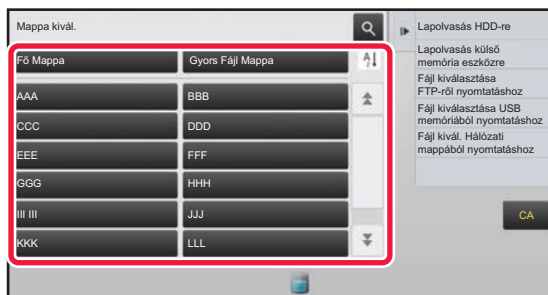 Mappa kivál.
Fő Mappa
Gyors Fájl Mappa
A
Z
AAA
BBB
CCC
DDD
EEE
FFF
GGG
HHH
III III
JJJ
KKK
LLL
Lapolvasás HDD-re
Lapolvasás külső
memória eszközre
Fájl kiválasztása
FTP-ről nyomtatáshoz
Fájl kiválasztása USB
memóriából nyomtatáshoz
Fájl kivál. Hálózati
mappából nyomtatáshoz
CA